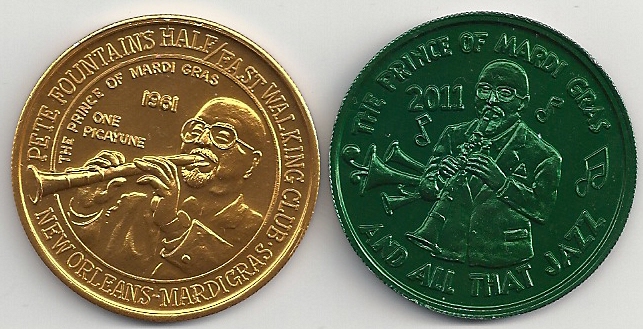 PETE FOUNTAIN'S HALF FAST WALKING CLUB
THE PRINCE OF MARDI GRAS
1961
ONE
PICAYUNE
NEW ORLEANS-MARDI GRAS
THE PRINCE OF MARDI GRAS
2011
AND ALL THAT JAZZ